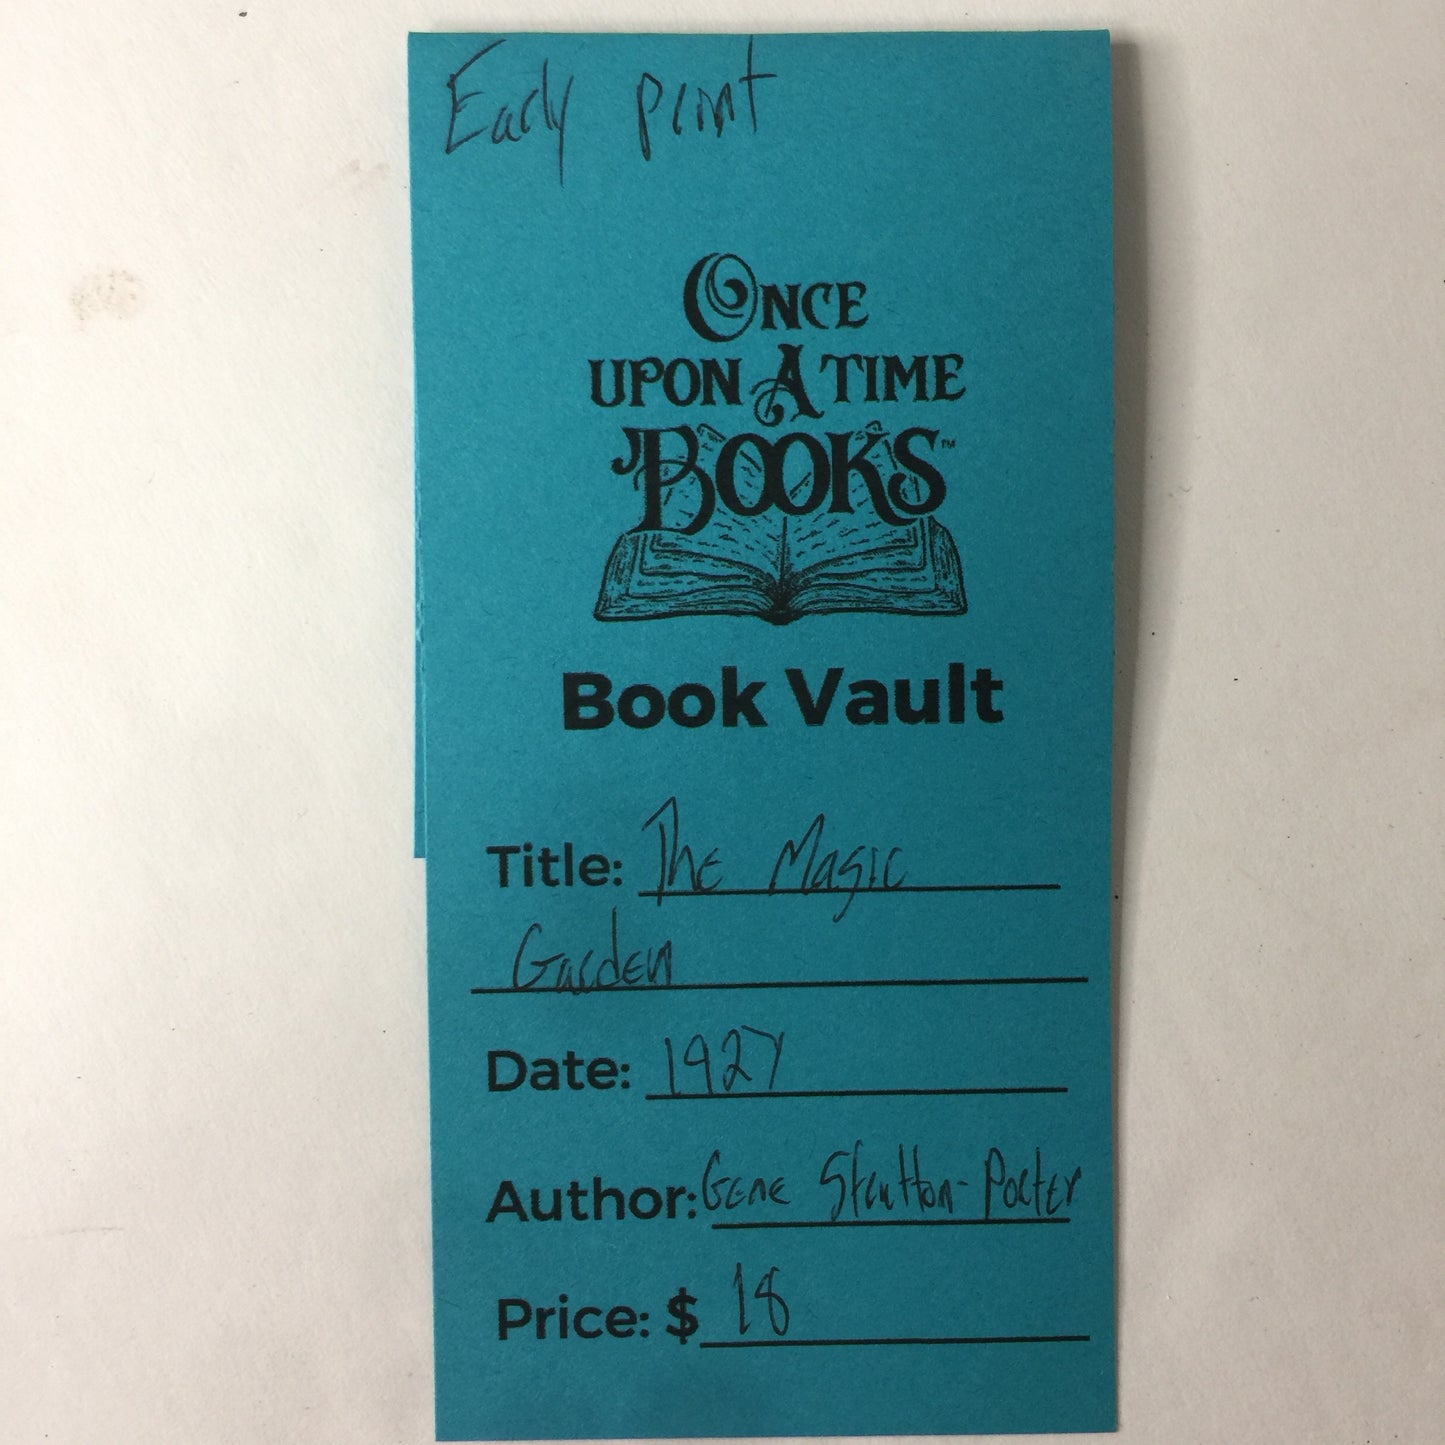 Early print
ONCE
UPON A TIME
BOOKS™
Book Vault
Title: The Magic
Garden
Date: 1927
Author: Gene Stratton-Porter
Price: $ 18